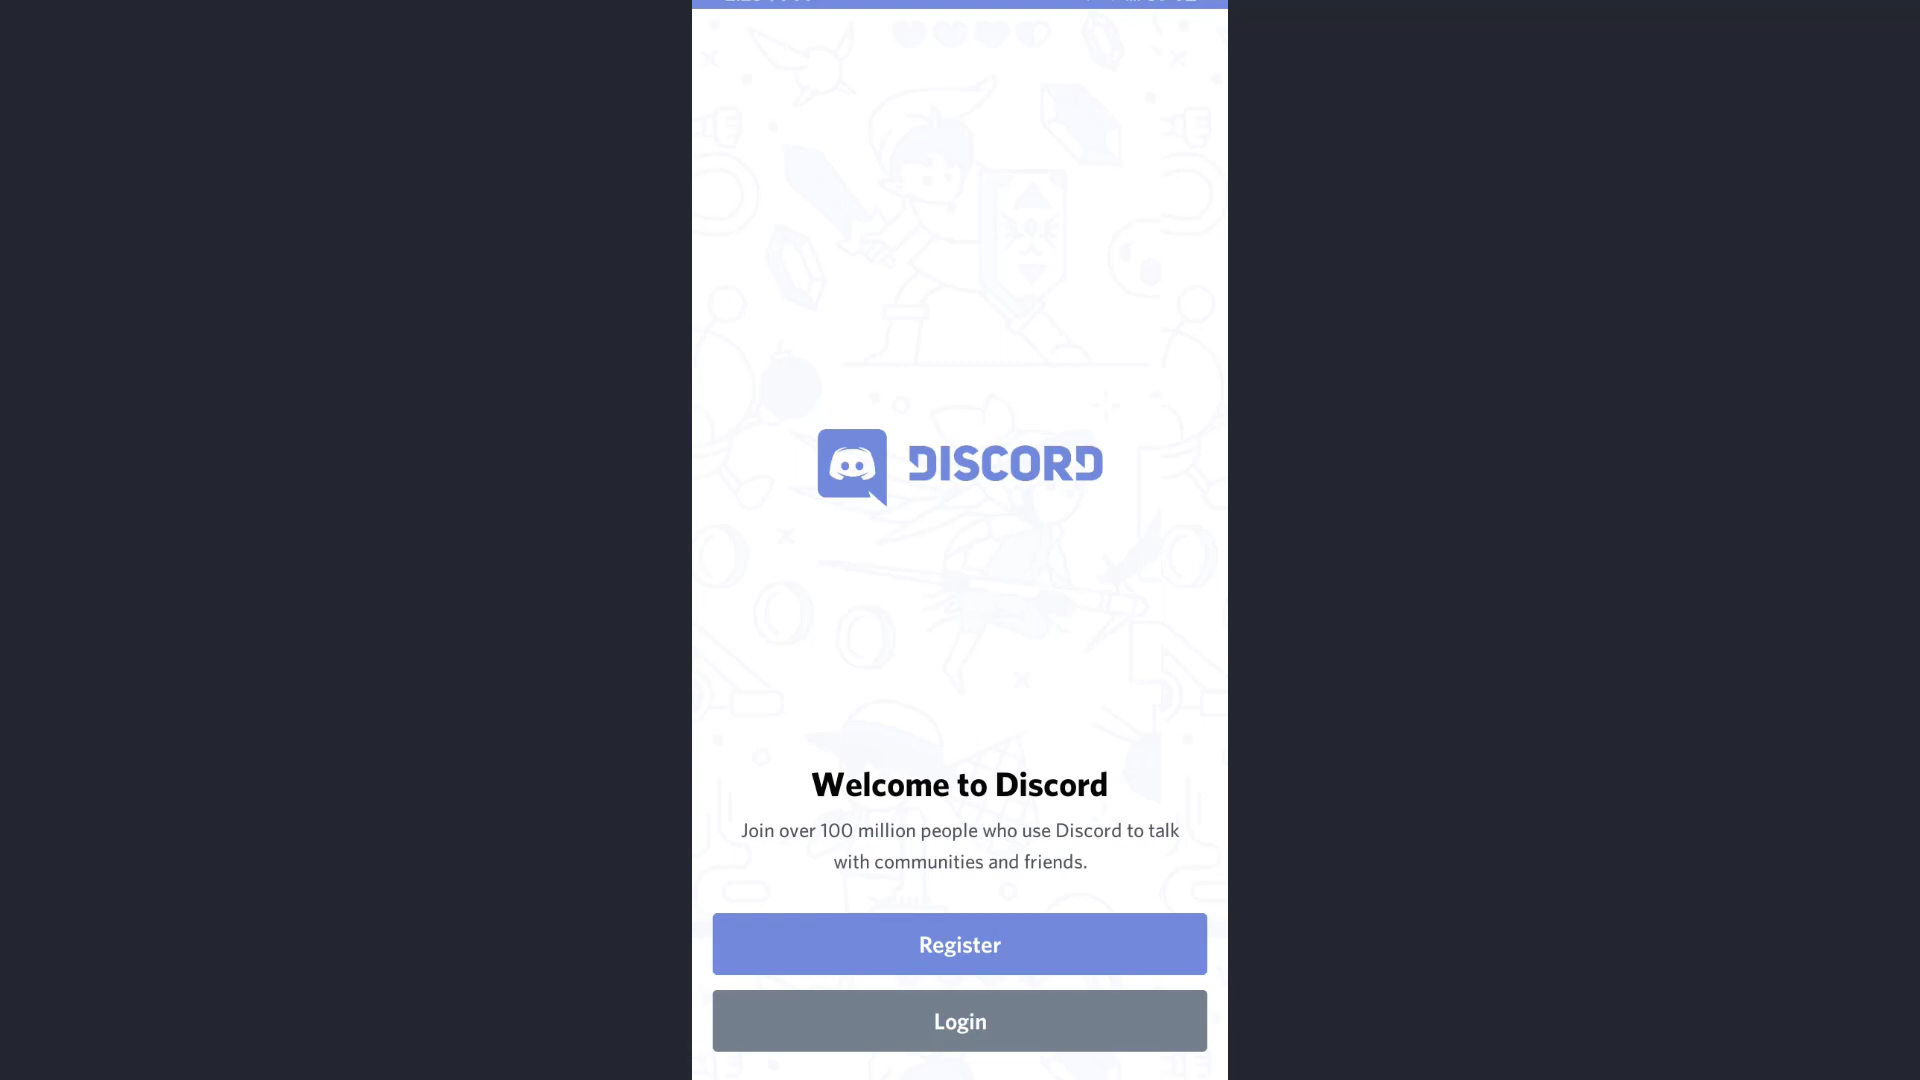 DISCORD
Welcome to Discord
Join over 100 million people who use Discord to talk
with communities and friends.
Register
Login